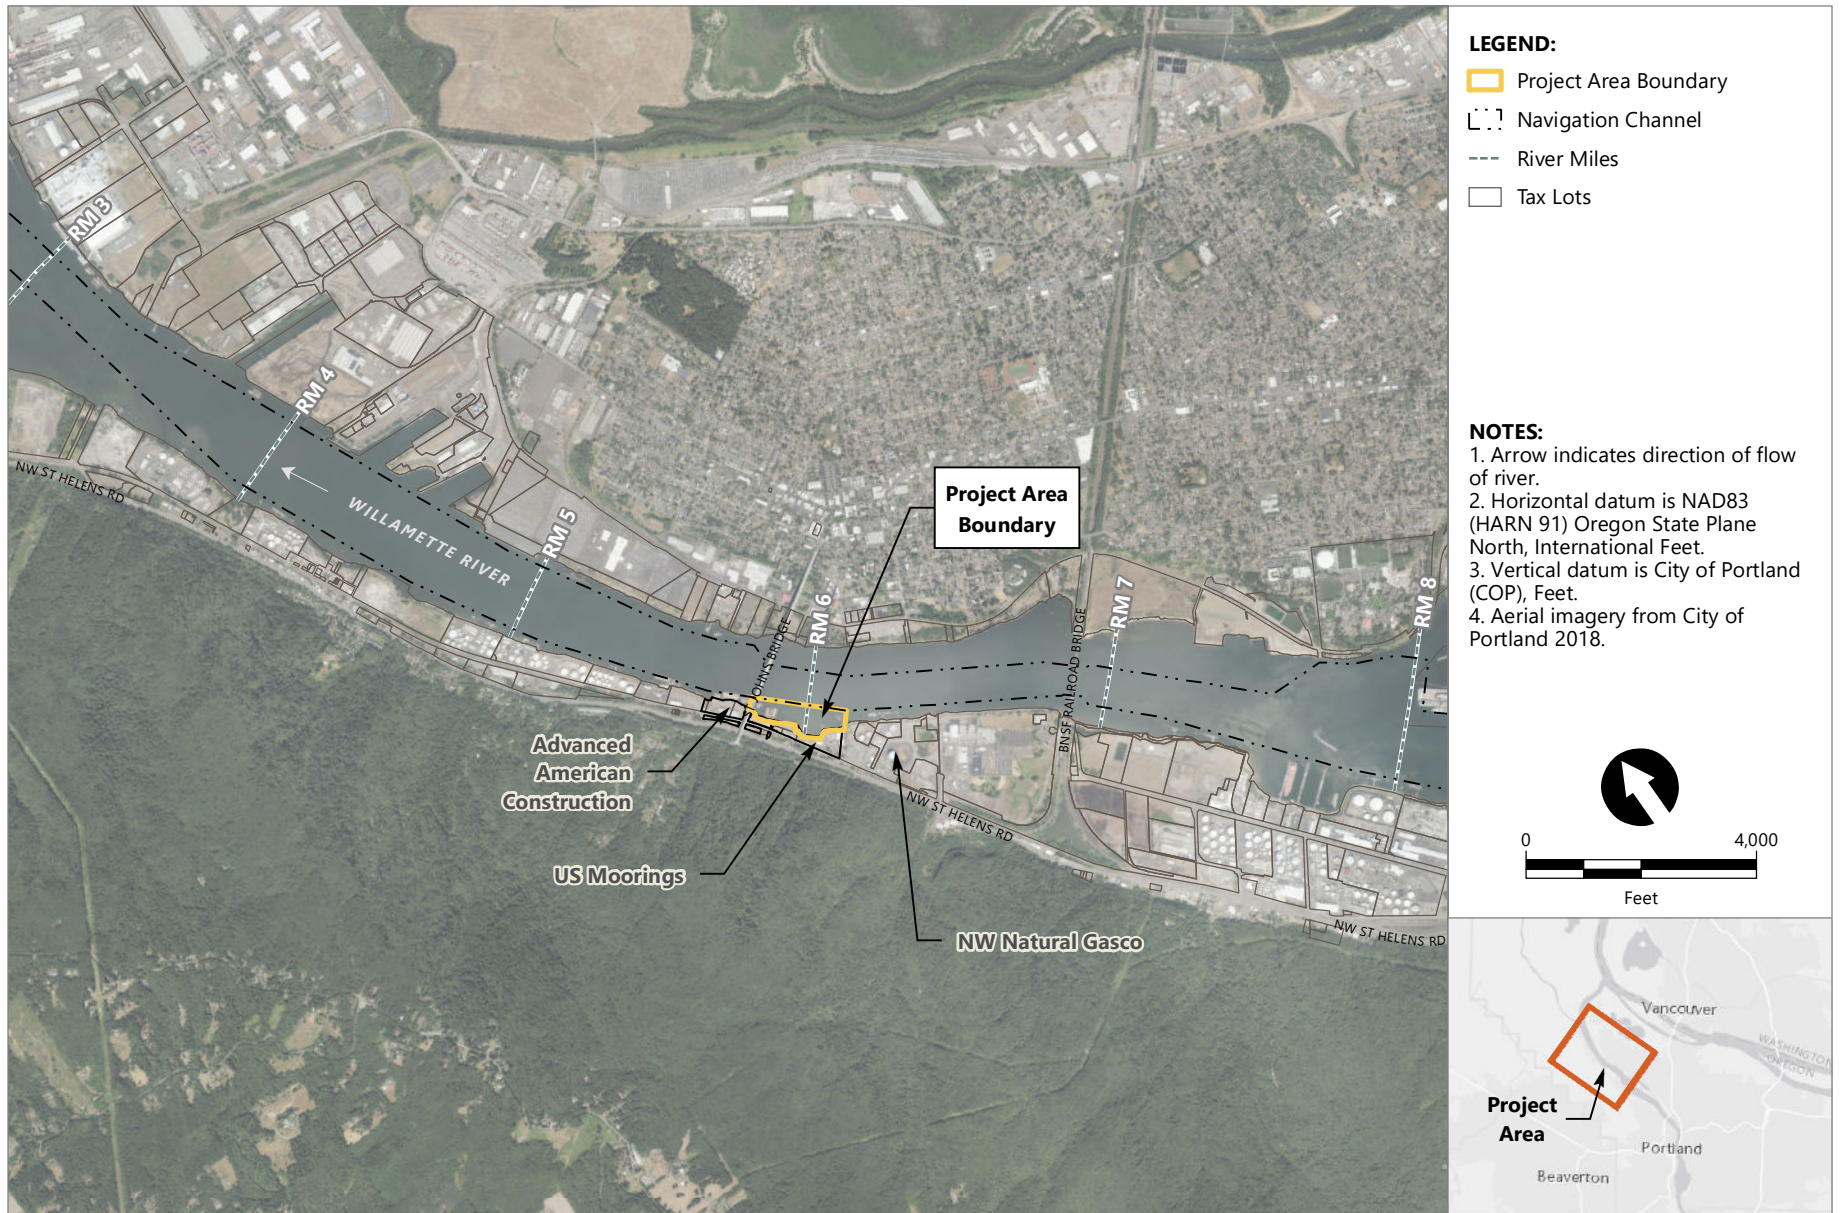 RM 3
RM 4
RM 5
RM 6
RM 7
RM 8
NW ST HELENS RD
WILLAMETTE RIVER
Project Area
Boundary
OHNS BRIDGE
BNSF RAILROAD BRIDGE
Advanced
American
Construction
US Moorings
NW ST HELENS RD
NW Natural Gasco
NW ST HELENS RD
LEGEND:
Project Area Boundary
Navigation Channel
River Miles
Tax Lots
NOTES:
1. Arrow indicates direction of flow
of river.
2. Horizontal datum is NAD83
(HARN 91) Oregon State Plane
North, International Feet.
3. Vertical datum is City of Portland
(COP), Feet.
4. Aerial imagery from City of
Portland 2018.
0 4,000
Feet
Vancouver
WASHINGTON
OREGON
Project
Area
Portland
Beaverton